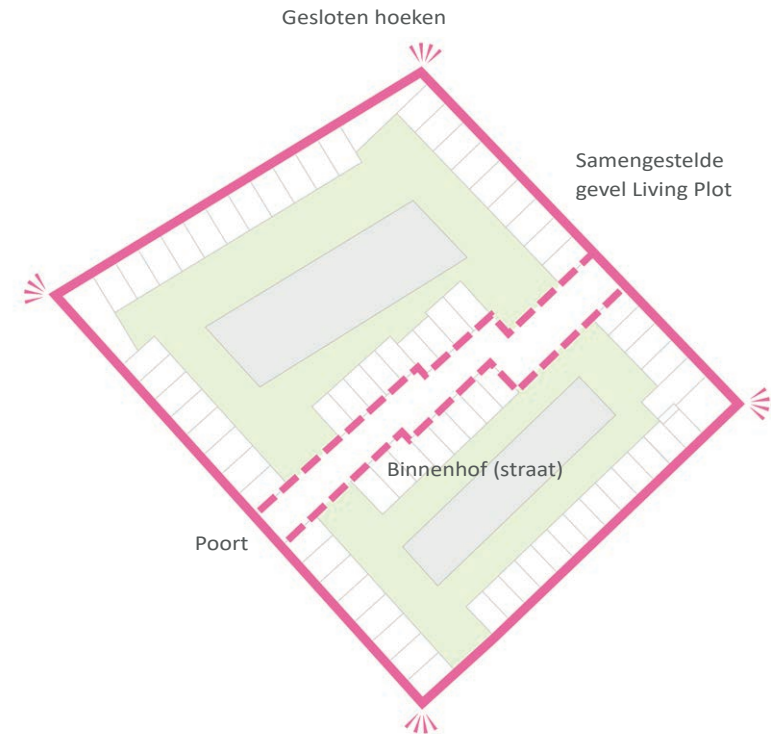 Gesloten hoeken
Samengestelde
gevel Living Plot
Binnenhof (straat)
Poort